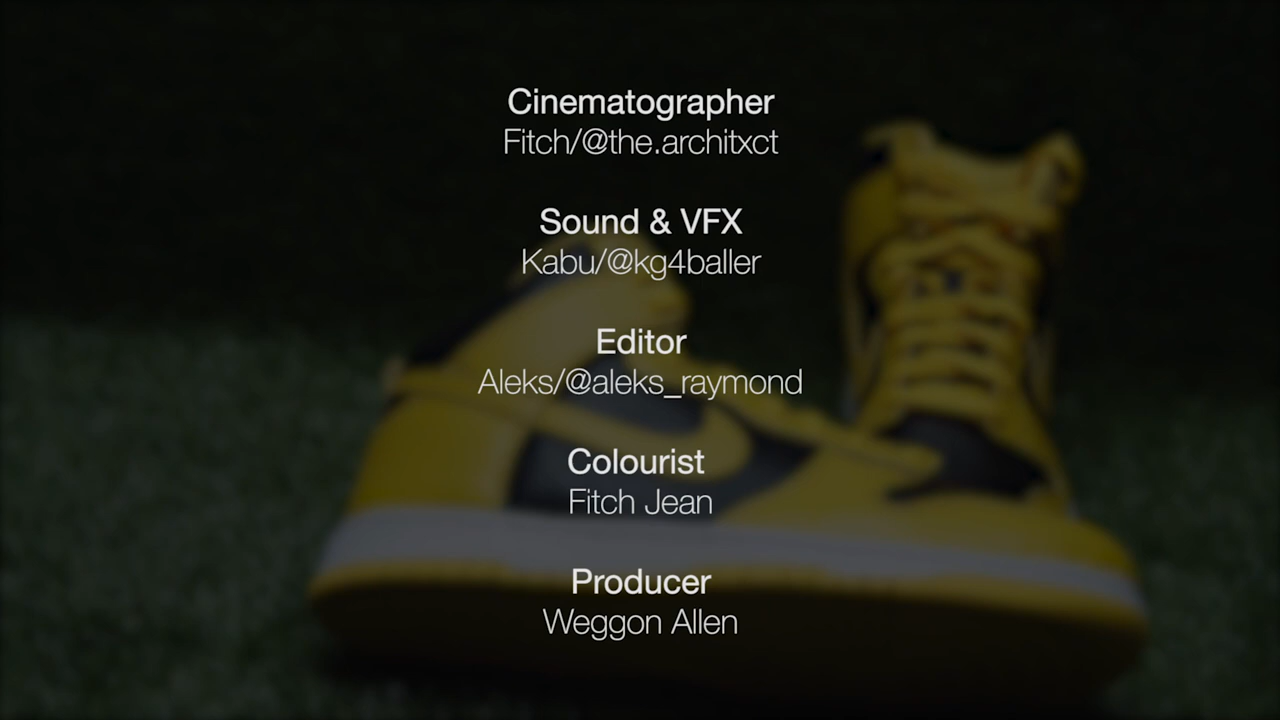 Cinematographer
Fitch/@the.architxct
Sound & VFX
Kabu/@kg4baller
Editor
Aleks/@aleks_raymond
Colourist
Fitch Jean
Producer
Weggon Allen